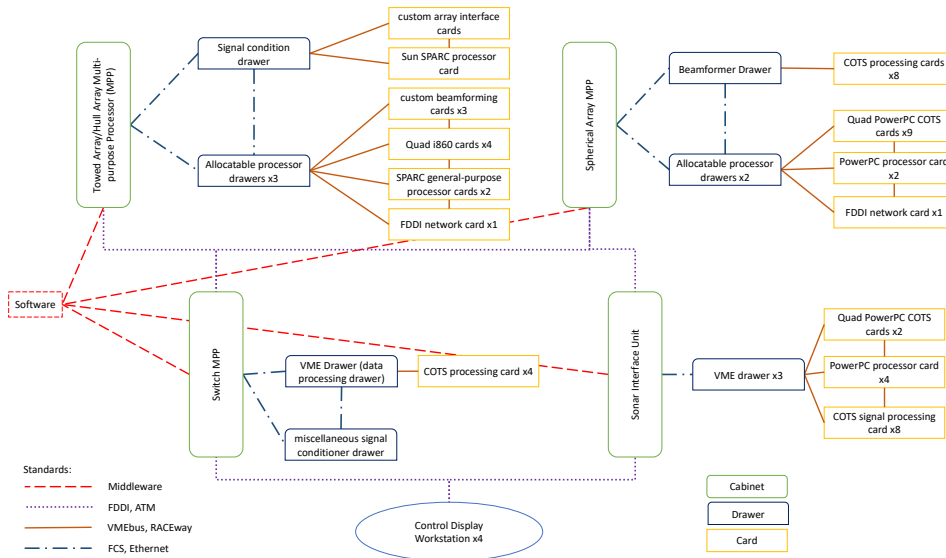 Towed Array/Hull Array Multi-
purpose Processor (MPP)
Signal condition
drawer
custom array interface
cards
Sun SPARC processor
card
Allocatable processor
drawers x3
custom beamforming
cards x3
Quad i860 cards x4
SPARC general-purpose
processor cards x2
FDDI network card x1
Spherical Array MPP
Beamformer Drawer
COTS processing cards
x8
Allocatable processor
drawers x2
Quad PowerPC COTS
cards x9
PowerPC processor card
x2
FDDI network card x1
Software
Switch MPP
VME Drawer (data
processing drawer)
COTS processing card x4
miscellaneous signal
conditioner drawer
Sonar Interface Unit
VME drawer x3
Quad PowerPC COTS
cards x2
PowerPC processor card
x4
COTS signal processing
card x8
Standards:
Middleware
FDDI, ATM
VMEbus, RACEway
FCS, Ethernet
Control Display
Workstation x4
Cabinet
Drawer
Card